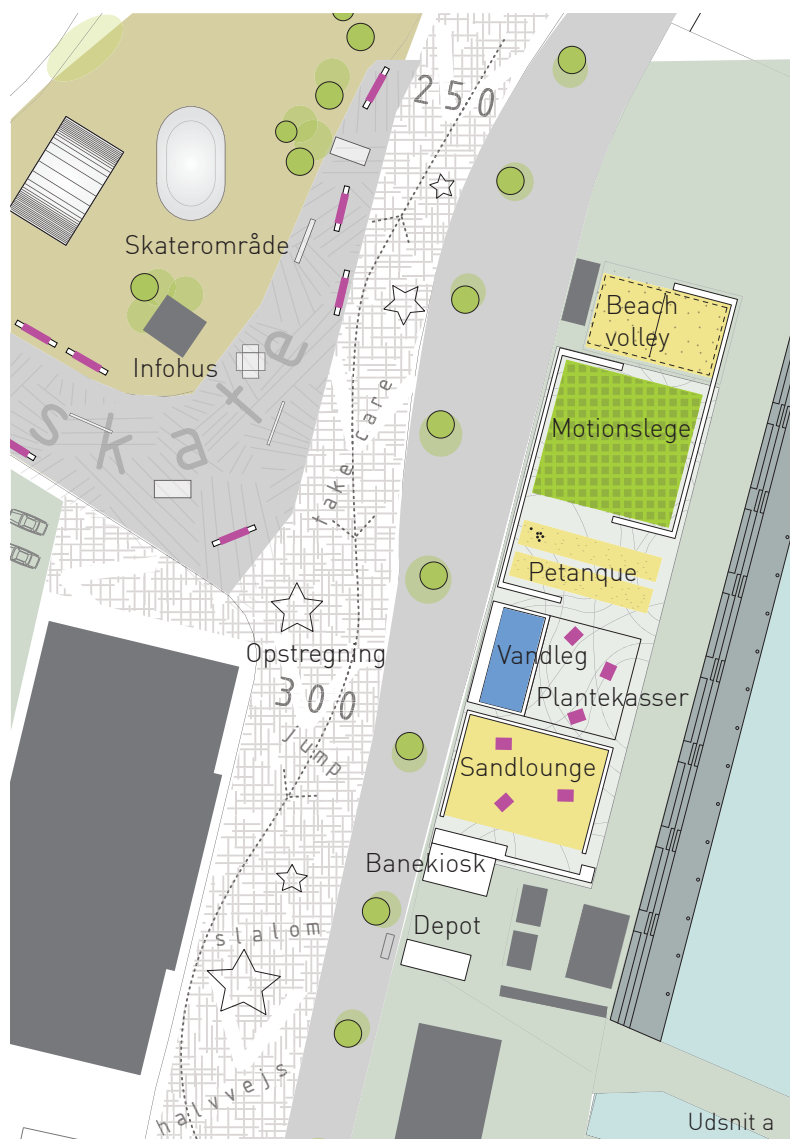 250
Skaterområde
Beach
volley
Infohus
skate
take care
Motionslege
Petanque
Opstregning
Vandleg
300
Plantekasser
jump
Sandlounge
Banekiosk
slalom
Depot
halvvejs
Udsnit a